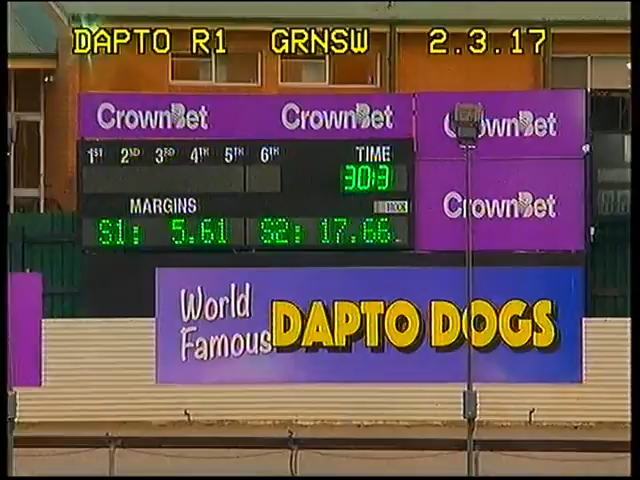 DAPTO R1 GRNSW 2.3.17
CrownBet CrownBet CrownBet
1ST 2ND 3RD 4TH 5TH 6TH TIME
30:3
MARGINS
CrownBet
S1: 5.61 S2: 17.66
World
Famous
DAPTO DOGS